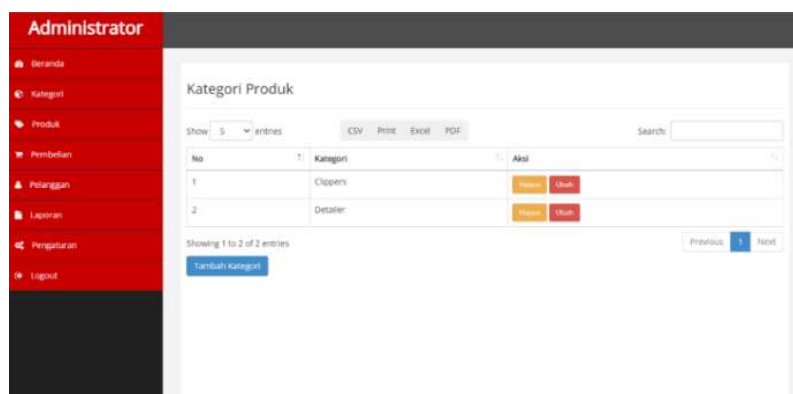 Administrator
Beranda
Kategori
Produk
Pembelian
Pelanggan
Laporan
Pengaturan
Logout
Kategori Produk
Show 5 entries CSV Print Excel PDF Search:
No Kategori Aksi
1 Clippers Hapus Ubah
2 Detailer Hapus Ubah
Showing 1 to 2 of 2 entries Previous 1 Next
Tambah Kategori